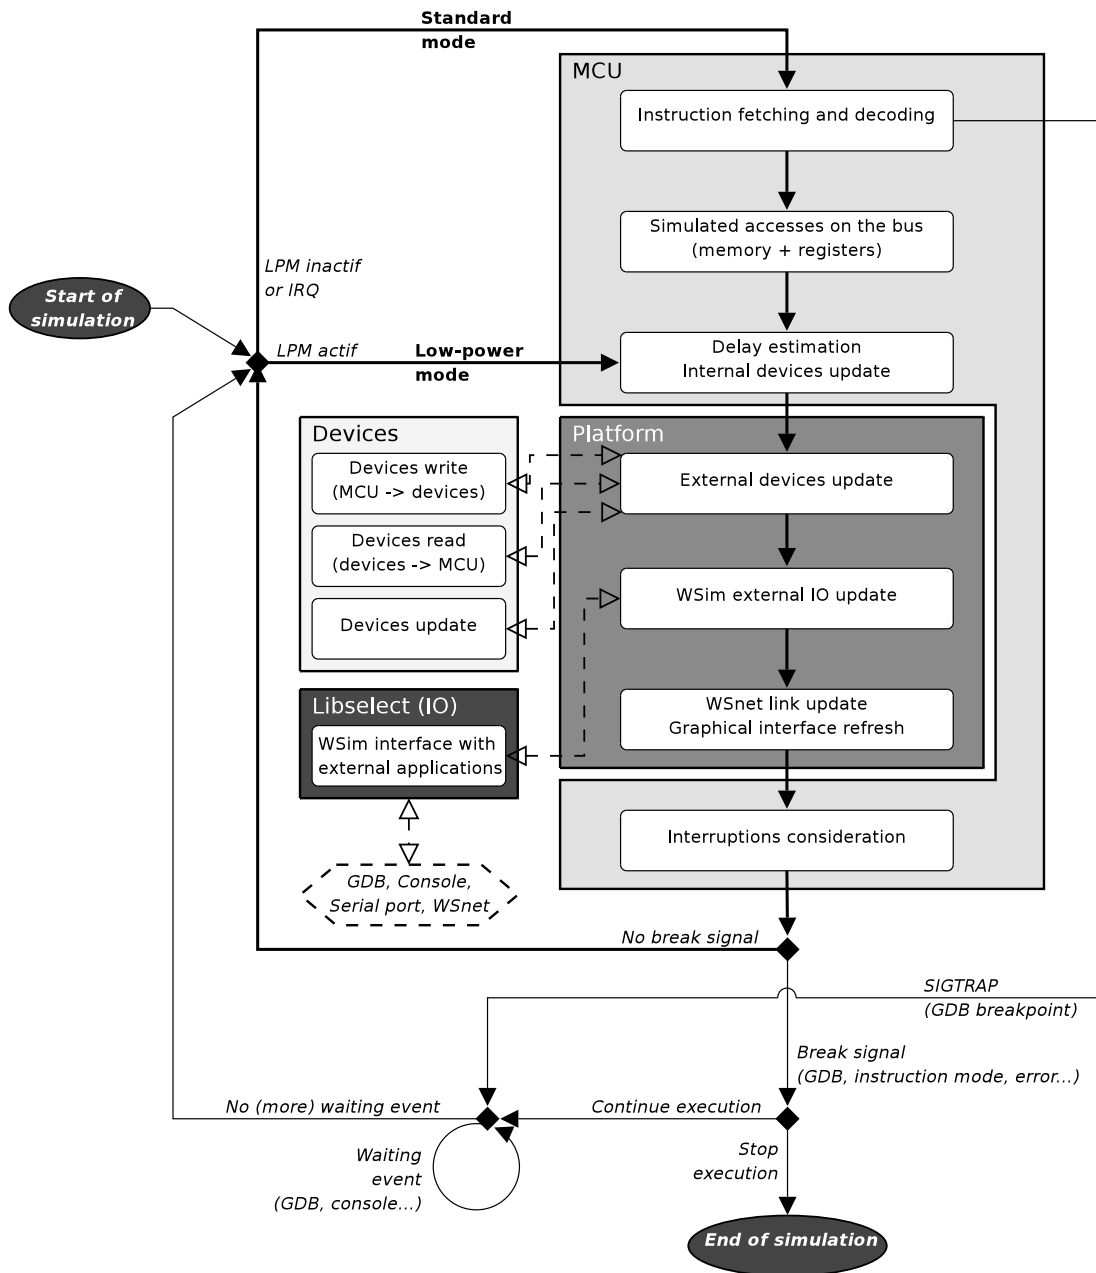 Standard
mode
MCU
Instruction fetching and decoding
Simulated accesses on the bus
(memory + registers)
LPM inactif
or IRQ
Start of
simulation
LPM actif
Low-power
mode
Delay estimation
Internal devices update
Devices
Devices write
(MCU -> devices)
Devices read
(devices -> MCU)
Devices update
Platform
External devices update
WSim external IO update
WSnet link update
Graphical interface refresh
Libselect (IO)
WSim interface with
external applications
Interruptions consideration
GDB, Console,
Serial port, WSnet
No break signal
SIGTRAP
(GDB breakpoint)
Break signal
(GDB, instruction mode, error...)
No (more) waiting event
Continue execution
Waiting
event
(GDB, console...)
Stop
execution
End of simulation